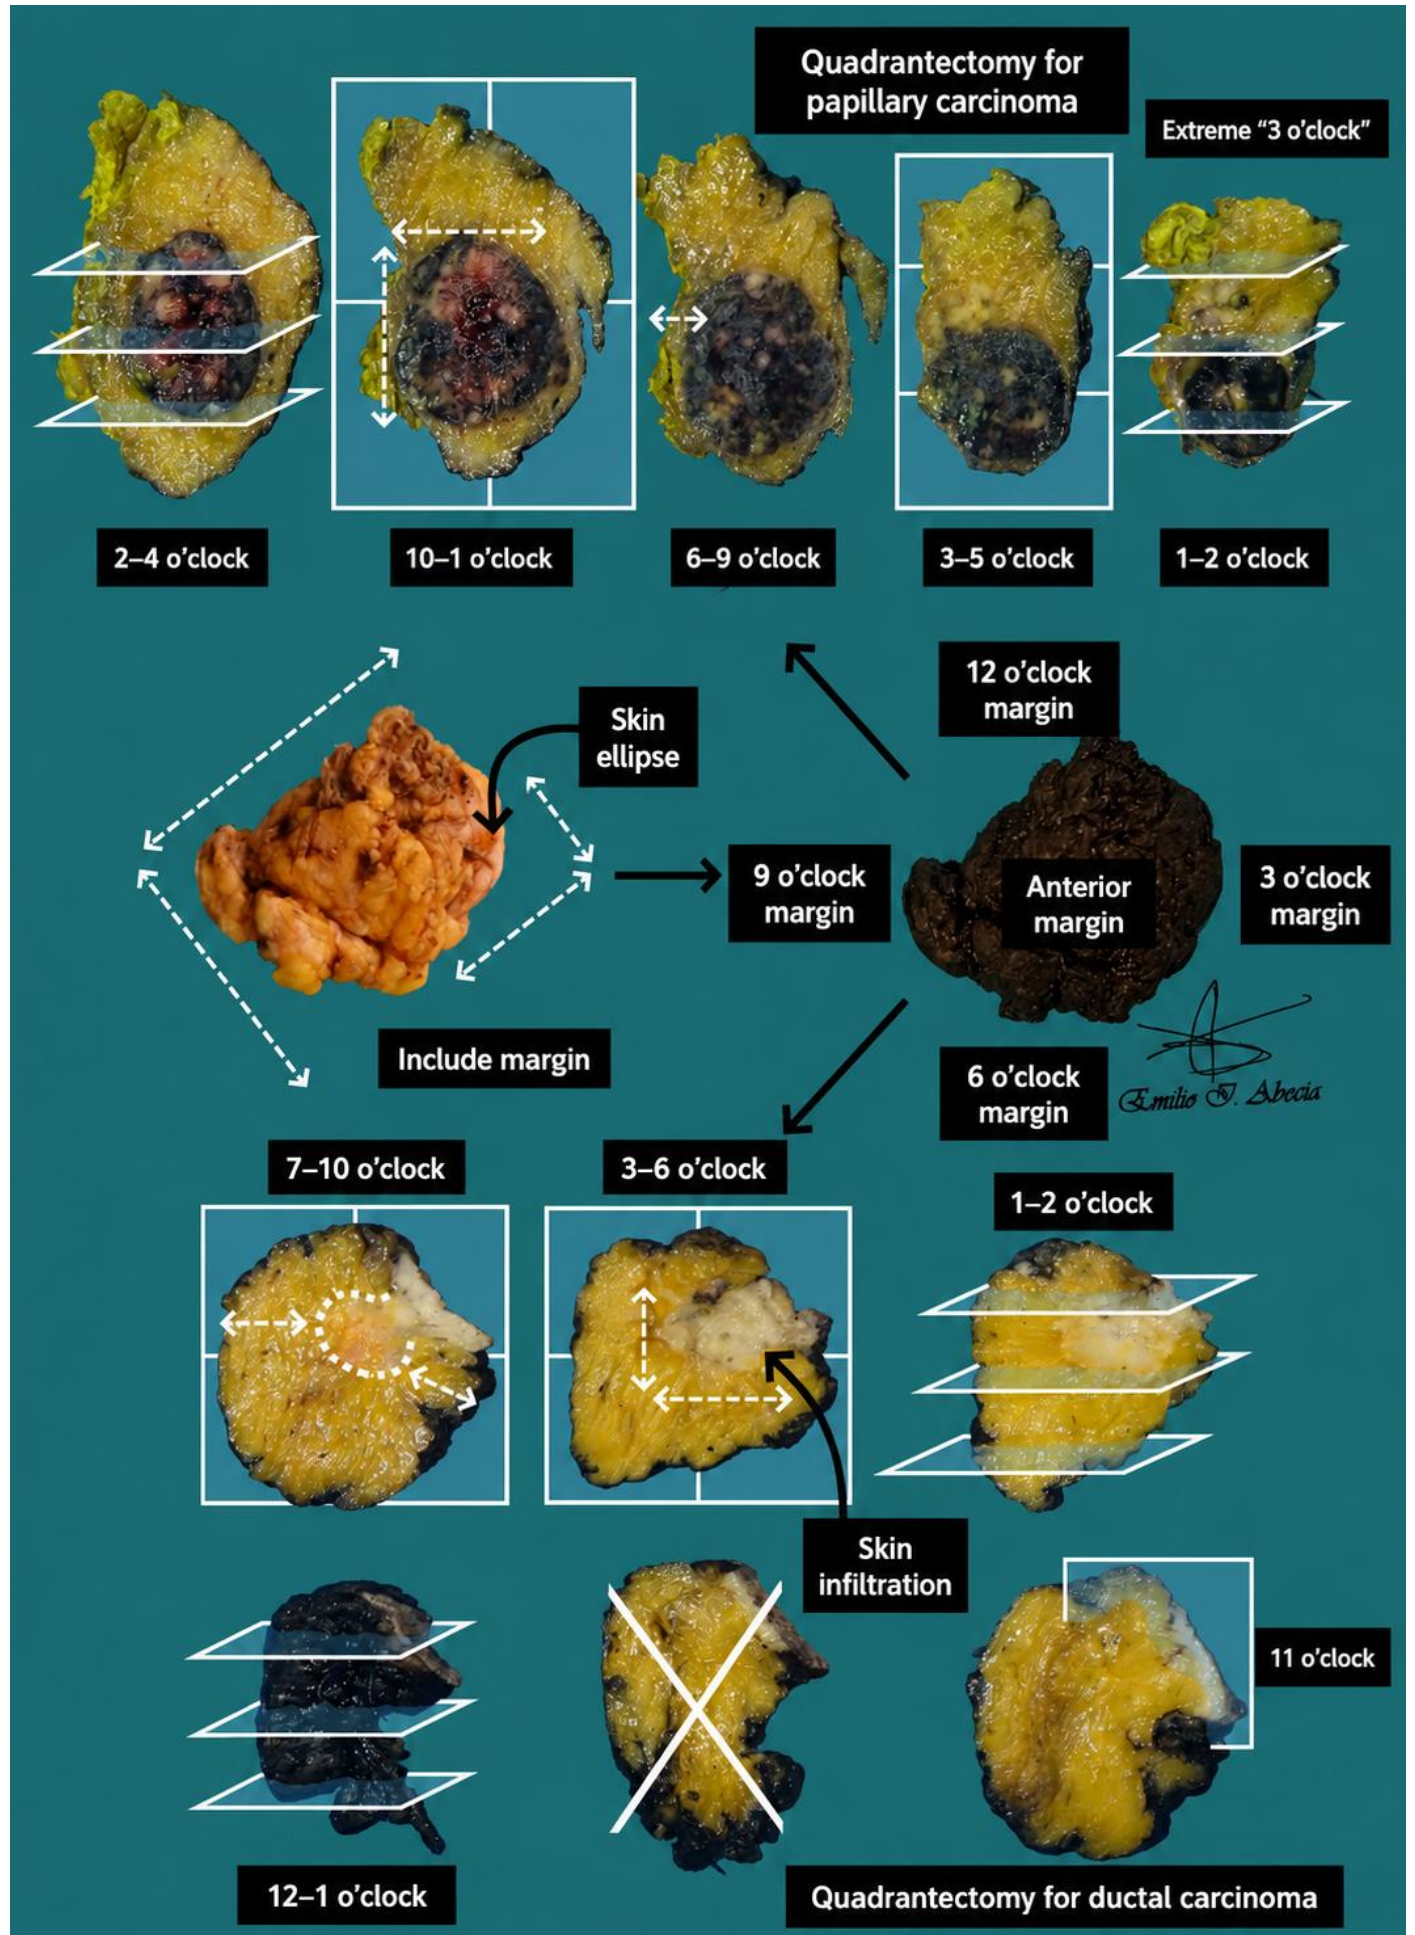 Quadrantectomy for
papillary carcinoma
Extreme “3 o’clock”
2–4 o’clock
10–1 o’clock
6–9 o’clock
3–5 o’clock
1–2 o’clock
12 o’clock
margin
Skin
ellipse
9 o’clock
margin
Anterior
margin
3 o’clock
margin
Include margin
6 o’clock
margin
Emilio J. Abecia
7–10 o’clock
3–6 o’clock
1–2 o’clock
Skin
infiltration
11 o’clock
12–1 o’clock
Quadrantectomy for ductal carcinoma